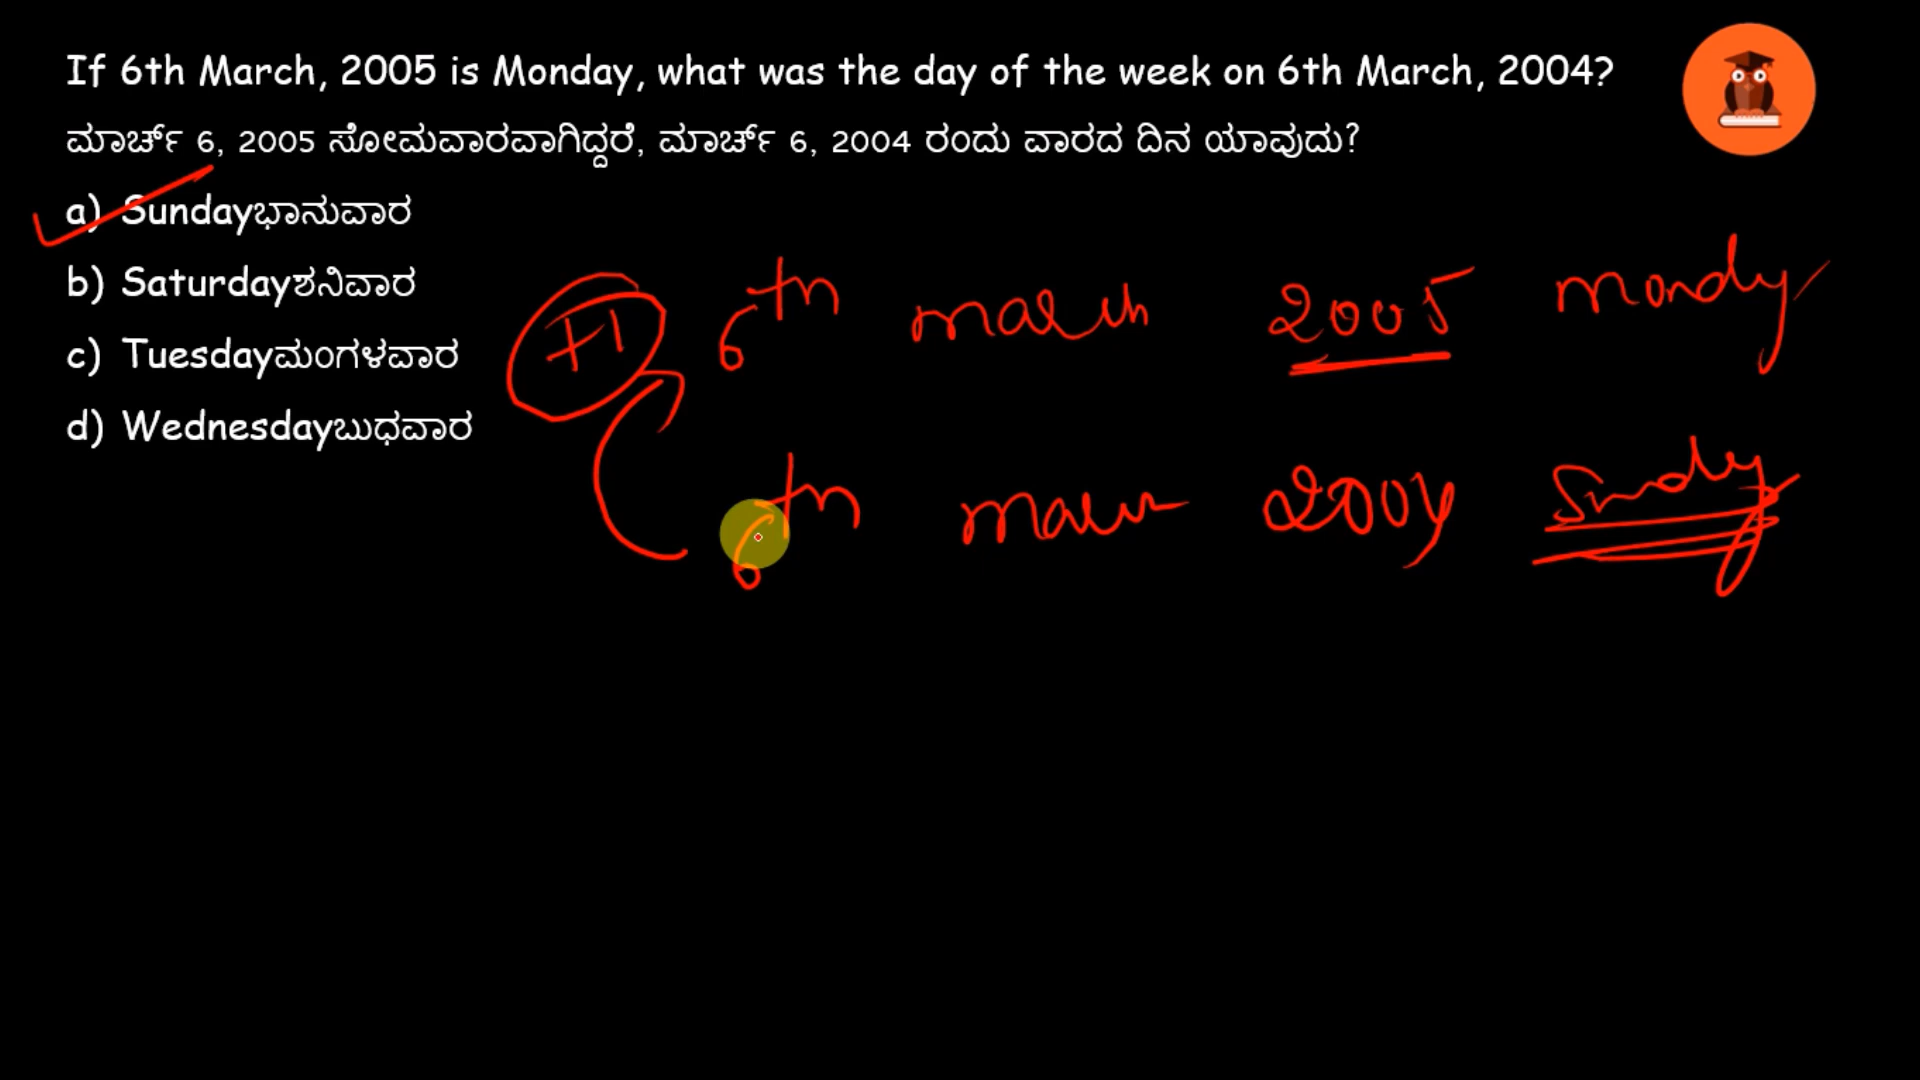 If 6th March, 2005 is Monday, what was the day of the week on 6th March, 2004?
ಮಾರ್ಚ್ 6, 2005 ಸೋಮವಾರವಾಗಿದ್ದರೆ, ಮಾರ್ಚ್ 6, 2004 ರಂದು ವಾರದ ದಿನ ಯಾವುದು?
a) Sundayಭಾನುವಾರ
b) Saturdayಶನಿವಾರ
c) Tuesdayಮಂಗಳವಾರ
d) Wednesdayಬುಧವಾರ
+1 6th march 2005 mondy
6th march 2004 Sundy